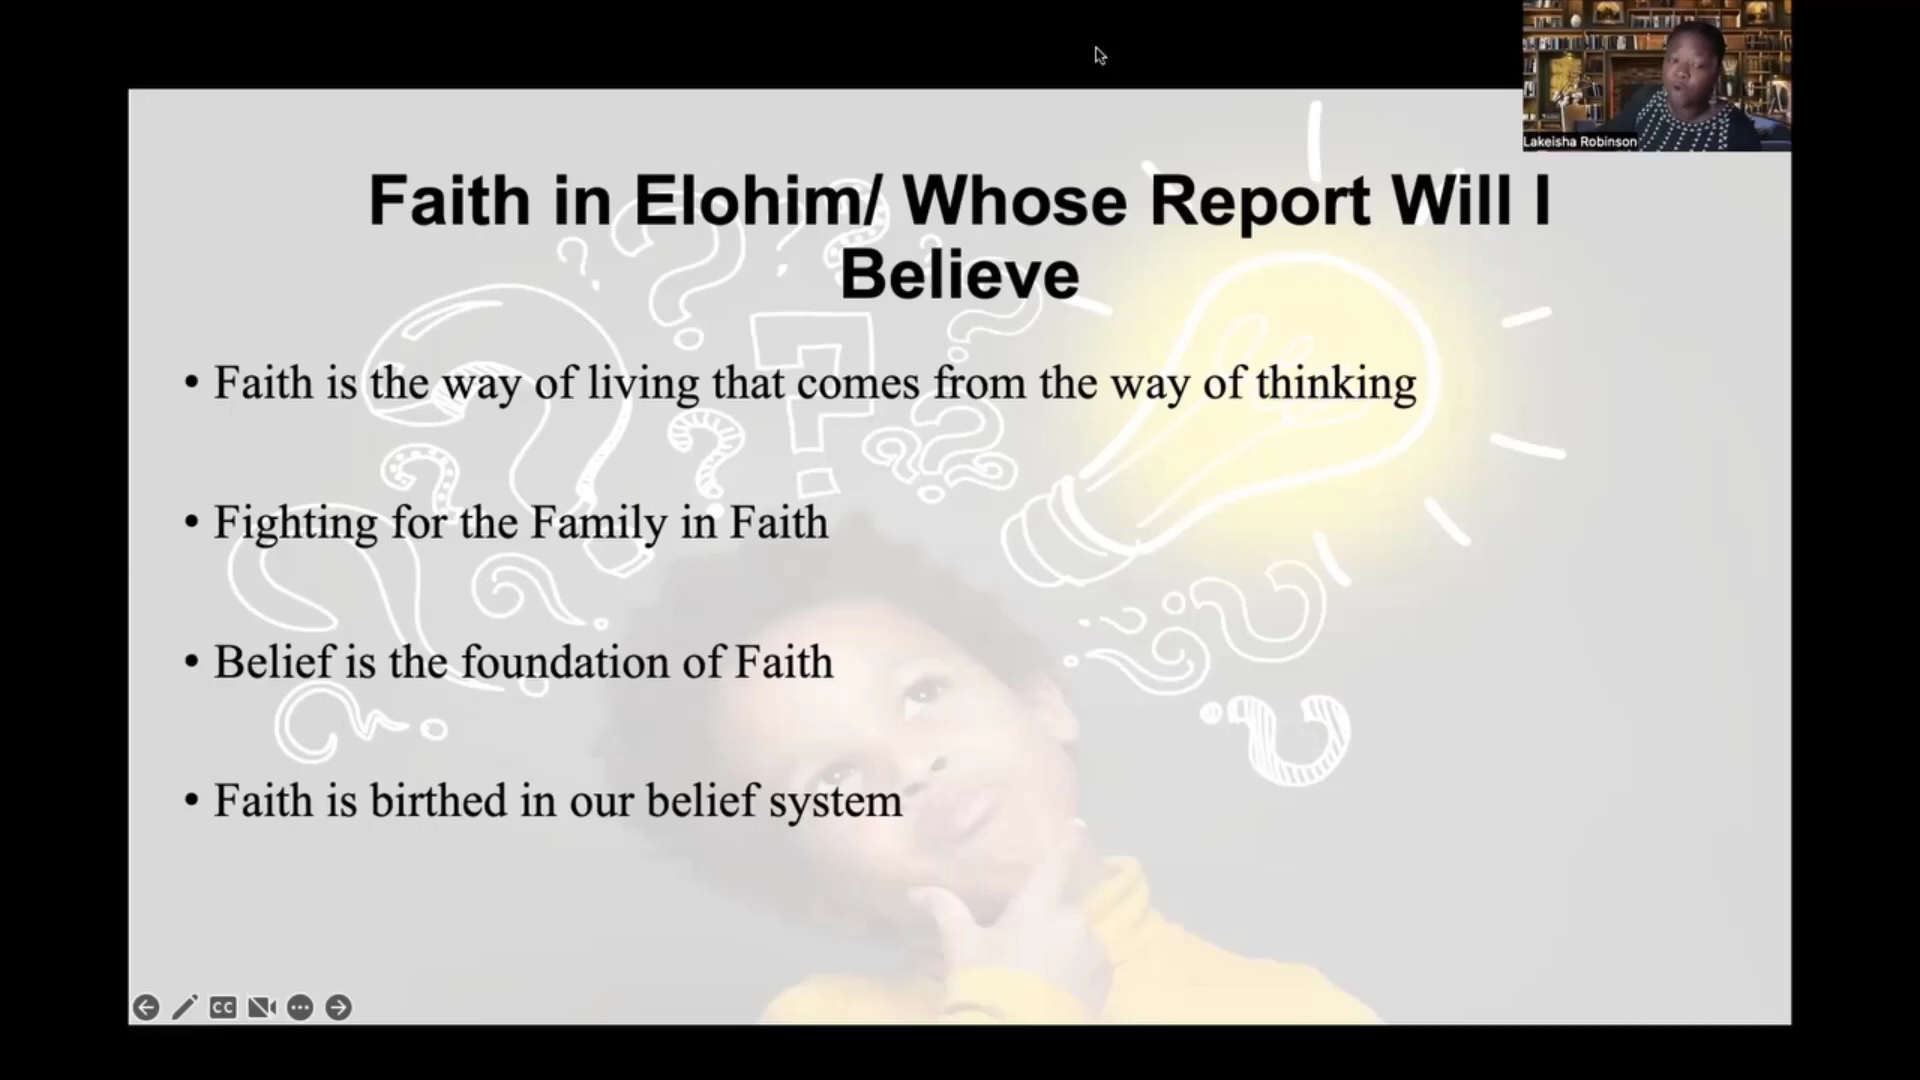 Lakeisha Robinson
Faith in Elohim/ Whose Report Will I
Believe
• Faith is the way of living that comes from the way of thinking
• Fighting for the Family in Faith
• Belief is the foundation of Faith
• Faith is birthed in our belief system
CC